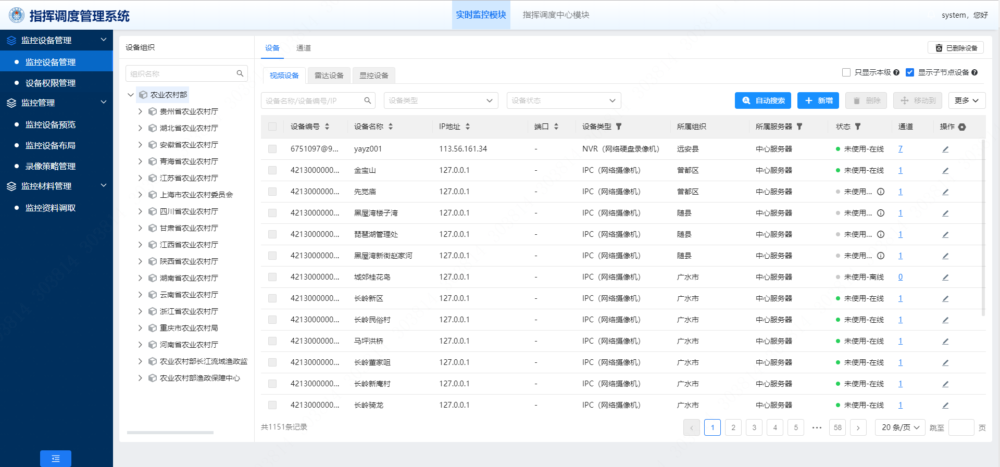 指挥调度管理系统
实时监控模块 指挥调度中心模块
system，您好
监控设备管理
监控设备管理
设备权限管理
监控管理
监控设备预览
监控设备布局
录像策略管理
监控材料管理
监控资料调取
设备组织
组织名称
农业农村部
贵州省农业农村厅
湖北省农业农村厅
安徽省农业农村厅
青海省农业农村厅
江苏省农业农村厅
上海市农业农村委员会
四川省农业农村厅
甘肃省农业农村厅
江西省农业农村厅
陕西省农业农村厅
湖南省农业农村厅
云南省农业农村厅
浙江省农业农村厅
重庆市农业农村局
河南省农业农村厅
农业农村部长江流域渔政监
农业农村部渔政保障中心
设备 通道
已删除设备
视频设备 雷达设备 显控设备
只显示本级 显示子节点设备
设备名称/设备编号/IP 设备类型 设备状态
自动搜索 新增 删除 移动到 更多
设备编号 设备名称 IP地址 端口 设备类型 所属组织 所属服务器 状态 通道 操作
6751097@9... yayz001 113.56.161.34 - NVR（网络硬盘录像机） 远安县 中心服务器 未使用-在线 7
4213000000... 金宝山 127.0.0.1 - IPC（网络摄像机） 曾都区 中心服务器 未使用-在线 1
4213000000... 先觉庙 127.0.0.1 - IPC（网络摄像机） 曾都区 中心服务器 未使用... 1
4213000000... 黑屋湾楼子湾 127.0.0.1 - IPC（网络摄像机） 随县 中心服务器 未使用... 1
4213000000... 琵琶湖管理处 127.0.0.1 - IPC（网络摄像机） 随县 中心服务器 未使用... 1
4213000000... 黑屋湾新街赵家河 127.0.0.1 - IPC（网络摄像机） 随县 中心服务器 未使用... 1
4213000000... 城郊桂花鸟 127.0.0.1 - IPC（网络摄像机） 广水市 中心服务器 未使用-离线 0
4213000000... 长岭新区 127.0.0.1 - IPC（网络摄像机） 广水市 中心服务器 未使用-在线 1
4213000000... 长岭民俗村 127.0.0.1 - IPC（网络摄像机） 广水市 中心服务器 未使用-在线 1
4213000000... 马坪洪桥 127.0.0.1 - IPC（网络摄像机） 广水市 中心服务器 未使用-在线 1
4213000000... 长岭董家咀 127.0.0.1 - IPC（网络摄像机） 广水市 中心服务器 未使用-在线 1
4213000000... 长岭新庵村 127.0.0.1 - IPC（网络摄像机） 广水市 中心服务器 未使用-在线 1
4213000000... 长岭骑龙 127.0.0.1 - IPC（网络摄像机） 广水市 中心服务器 未使用-在线 1
共1151条记录
1 2 3 4 5 ••• 58 20 条/页 跳至 页